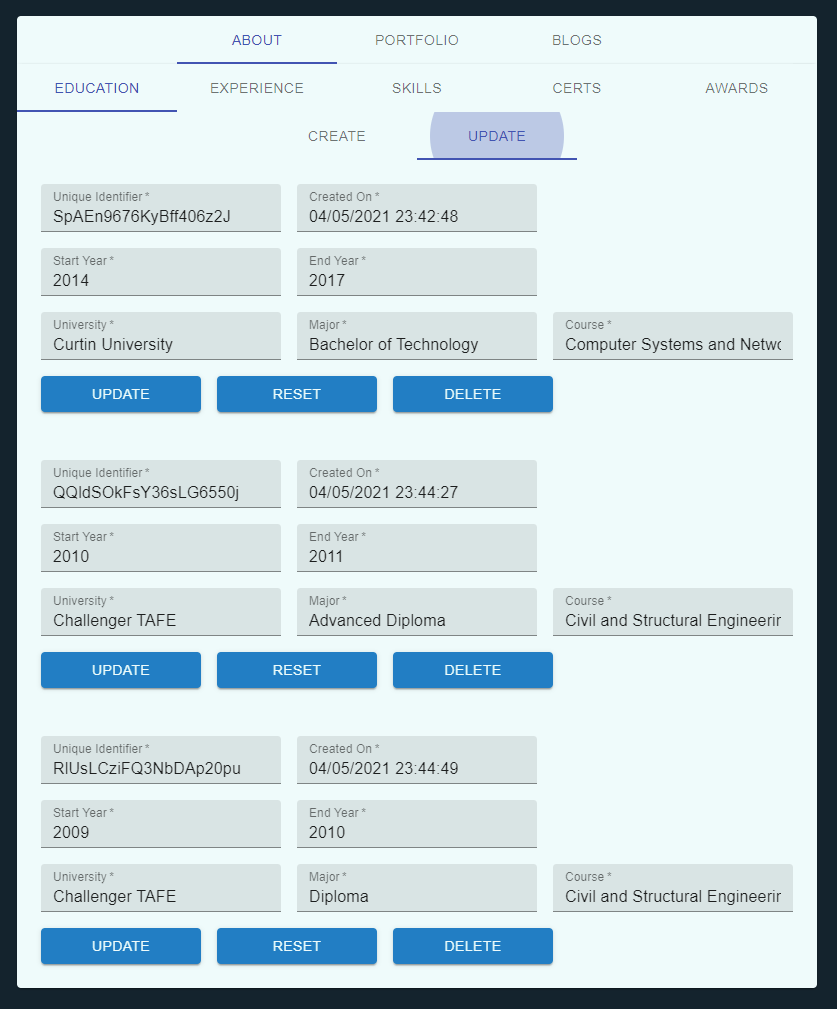 ABOUT PORTFOLIO BLOGS
EDUCATION EXPERIENCE SKILLS CERTS AWARDS
CREATE UPDATE
Unique Identifier * Created On *
SpAEn9676KyBff406z2J 04/05/2021 23:42:48
Start Year * End Year *
2014 2017
University * Major * Course *
Curtin University Bachelor of Technology Computer Systems and Netwo
UPDATE RESET DELETE
Unique Identifier * Created On *
QQldSOkFsY36sLG6550j 04/05/2021 23:44:27
Start Year * End Year *
2010 2011
University * Major * Course *
Challenger TAFE Advanced Diploma Civil and Structural Engineerin
UPDATE RESET DELETE
Unique Identifier * Created On *
RlUsLCziFQ3NbDAp20pu 04/05/2021 23:44:49
Start Year * End Year *
2009 2010
University * Major * Course *
Challenger TAFE Diploma Civil and Structural Engineerin
UPDATE RESET DELETE